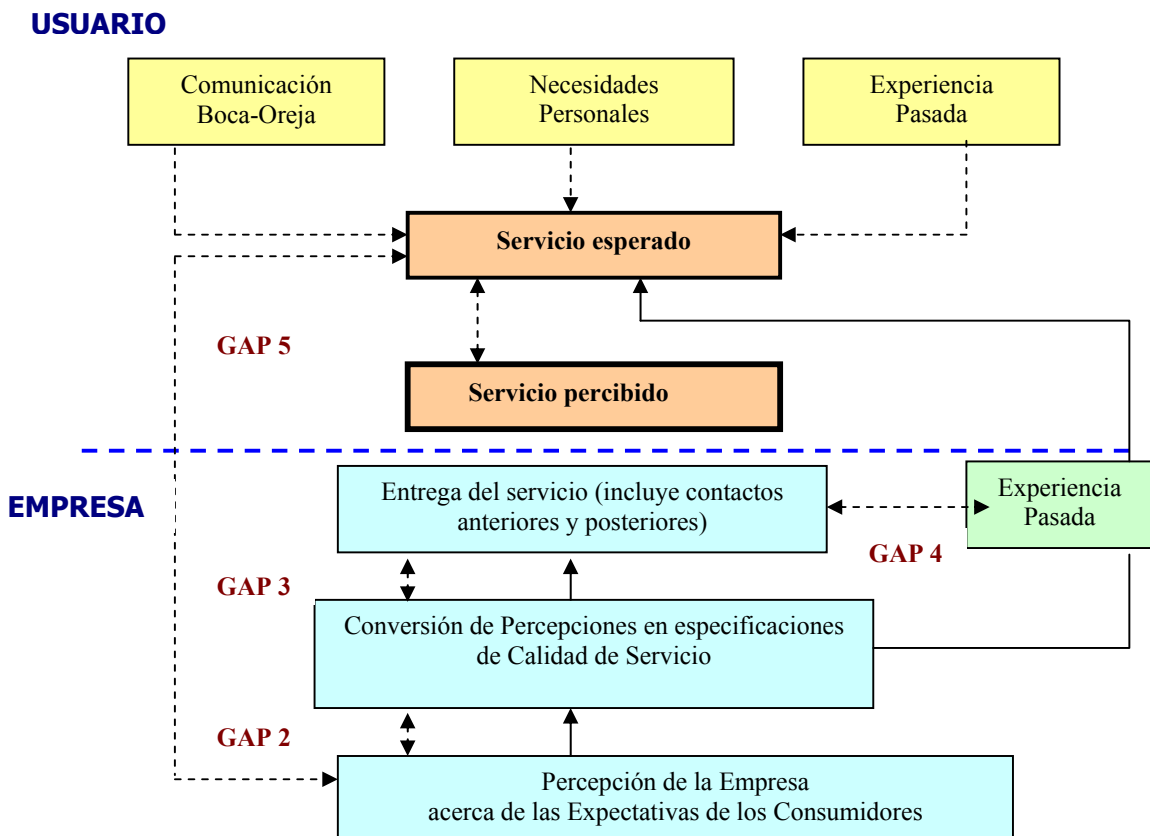 USUARIO
Comunicación
Boca-Oreja
Necesidades
Personales
Experiencia
Pasada
Servicio esperado
GAP 5
Servicio percibido
EMPRESA
Entrega del servicio (incluye contactos
anteriores y posteriores)
Experiencia
Pasada
GAP 4
GAP 3
Conversión de Percepciones en especificaciones
de Calidad de Servicio
GAP 2
Percepción de la Empresa
acerca de las Expectativas de los Consumidores